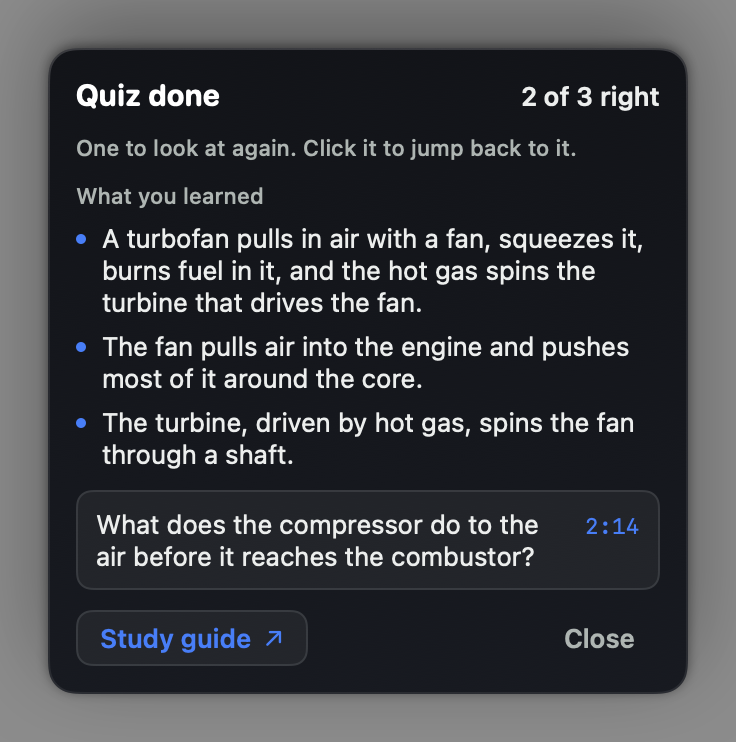 Quiz done
2 of 3 right
One to look at again. Click it to jump back to it.
What you learned
A turbofan pulls in air with a fan, squeezes it,
burns fuel in it, and the hot gas spins the
turbine that drives the fan.
The fan pulls air into the engine and pushes
most of it around the core.
The turbine, driven by hot gas, spins the fan
through a shaft.
What does the compressor do to the
air before it reaches the combustor?
2:14
Study guide ↗
Close